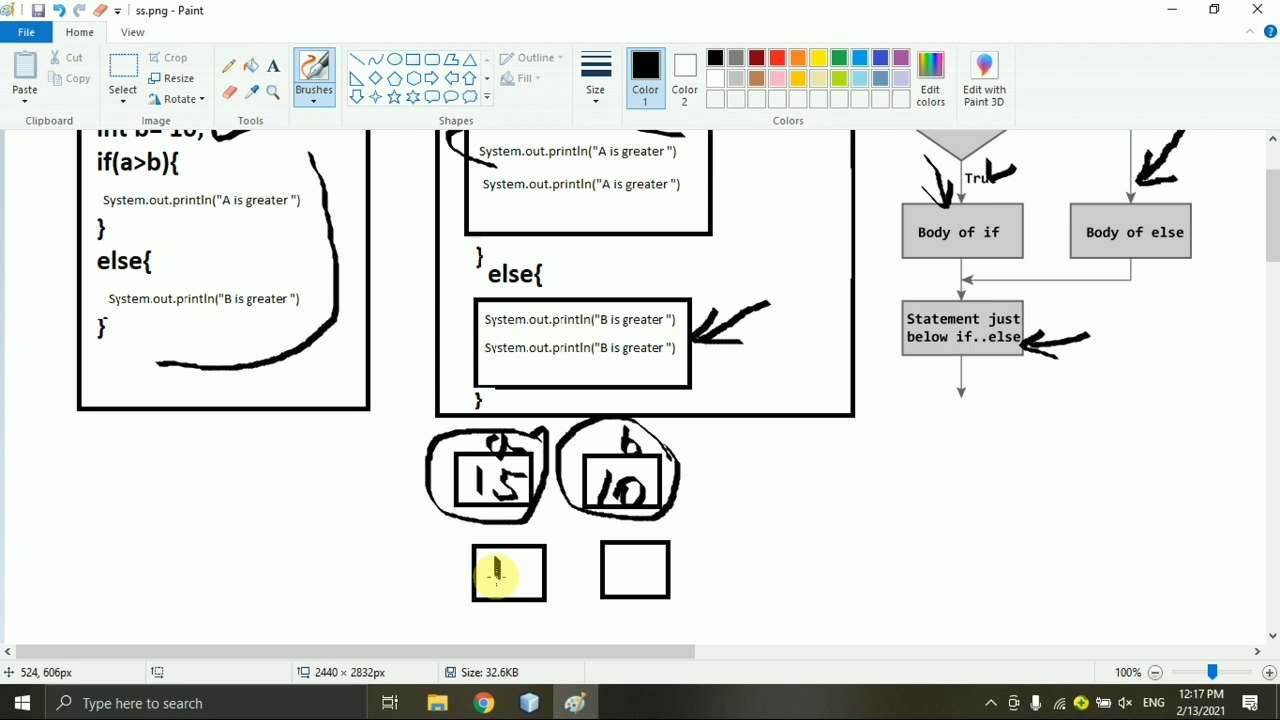 ss.png - Paint
File
Home
View
Paste
Cut
Copy
Clipboard
Select
Crop
Resize
Rotate
Image
Tools
Brushes
Outline
Fill
Shapes
Size
Color 1
Color 2
Edit colors
Colors
Edit with Paint 3D
int b= 10;
if(a>b){
System.out.println("A is greater ")
}
else{
System.out.println("B is greater ")
}
System.out.println("A is greater ")
System.out.println("A is greater ")
}
else{
System.out.println("B is greater ")
System.out.println("B is greater ")
}
True
Body of if
Body of else
Statement just
below if..else
a
15
b
10
524, 606px
2440 × 2832px
Size: 32.6KB
100%
Type here to search
ENG
12:17 PM
2/13/2021